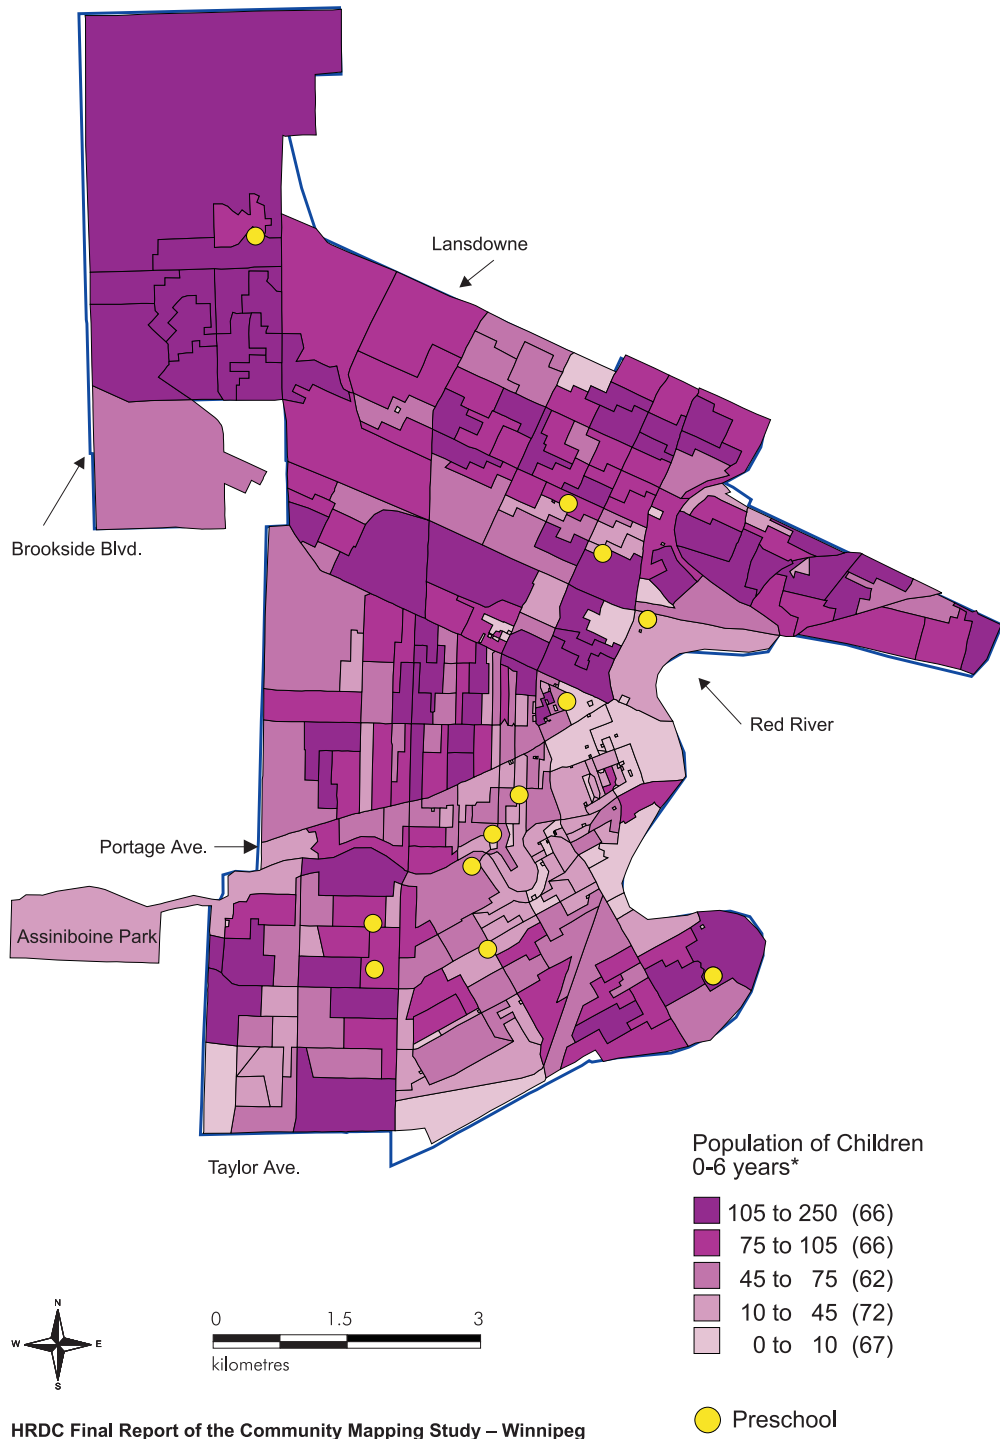 Lansdowne
Brookside Blvd.
Red River
Portage Ave.
Assiniboine Park
Taylor Ave.
Population of Children
0-6 years*
105 to 250 (66)
75 to 105 (66)
45 to 75 (62)
10 to 45 (72)
0 to 10 (67)
Preschool
N
W E
S
0 1.5 3
kilometres
HRDC Final Report of the Community Mapping Study – Winnipeg